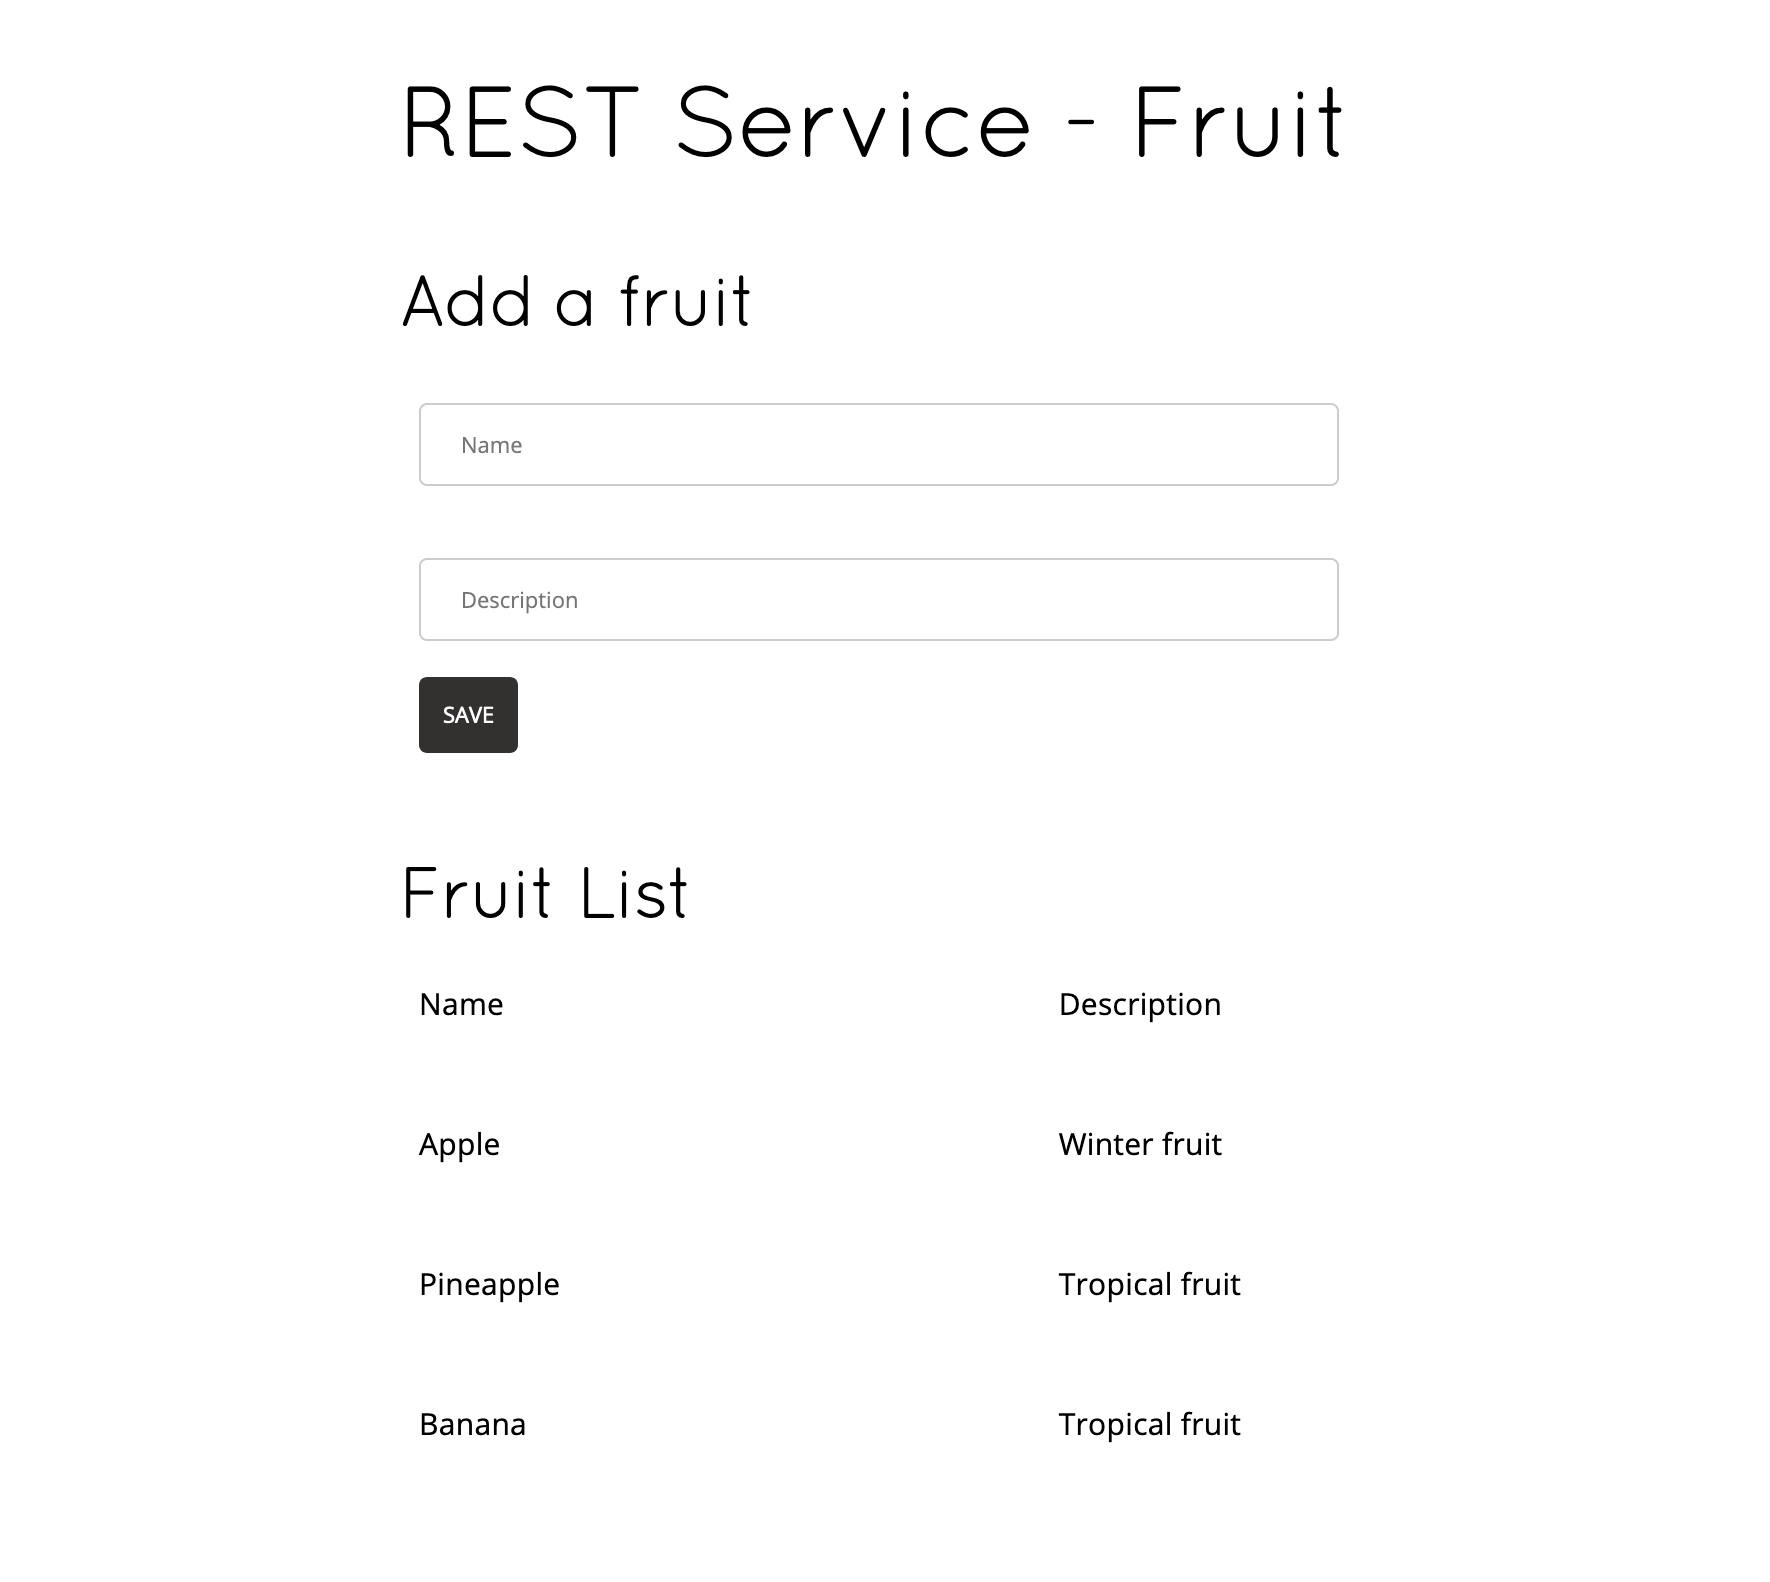 REST Service - Fruit
Add a fruit
Name
Description
SAVE
Fruit List
Name Description
Apple Winter fruit
Pineapple Tropical fruit
Banana Tropical fruit